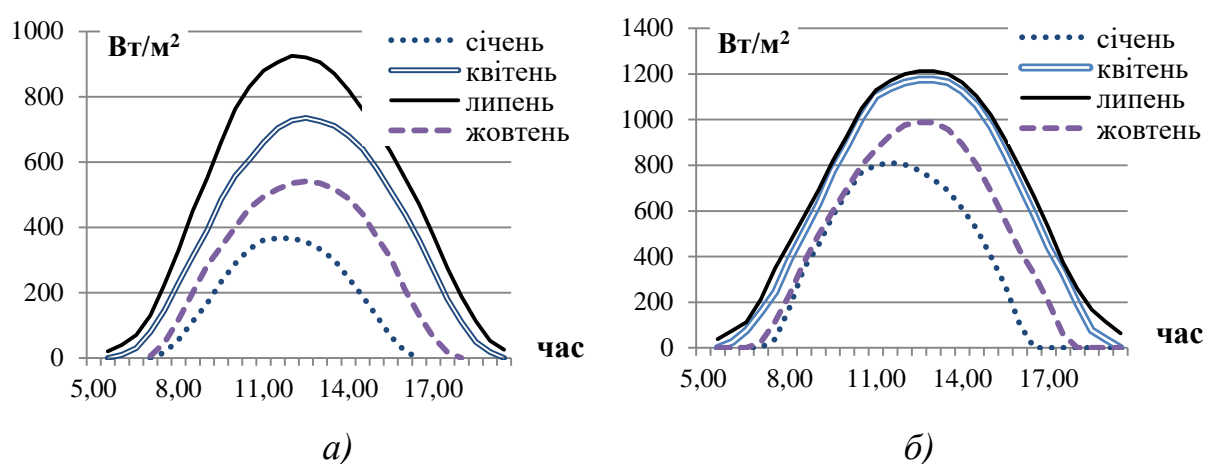 1000
800
600
400
200
0
Вт/м²
січень
квітень
липень
жовтень
5,00 8,00 11,00 14,00 17,00
час
а)
1400
1200
1000
800
600
400
200
0
Вт/м²
січень
квітень
липень
жовтень
5,00 8,00 11,00 14,00 17,00
час
б)